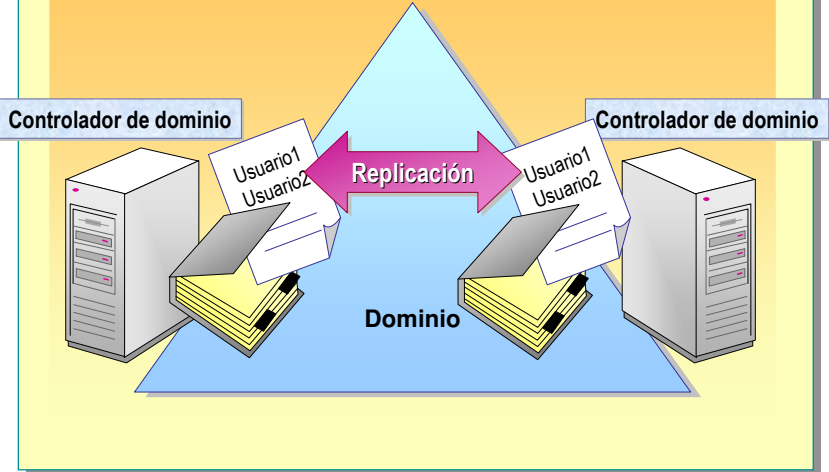 Controlador de dominio
Controlador de dominio
Usuario1
Usuario2
Replicación
Usuario1
Usuario2
Dominio